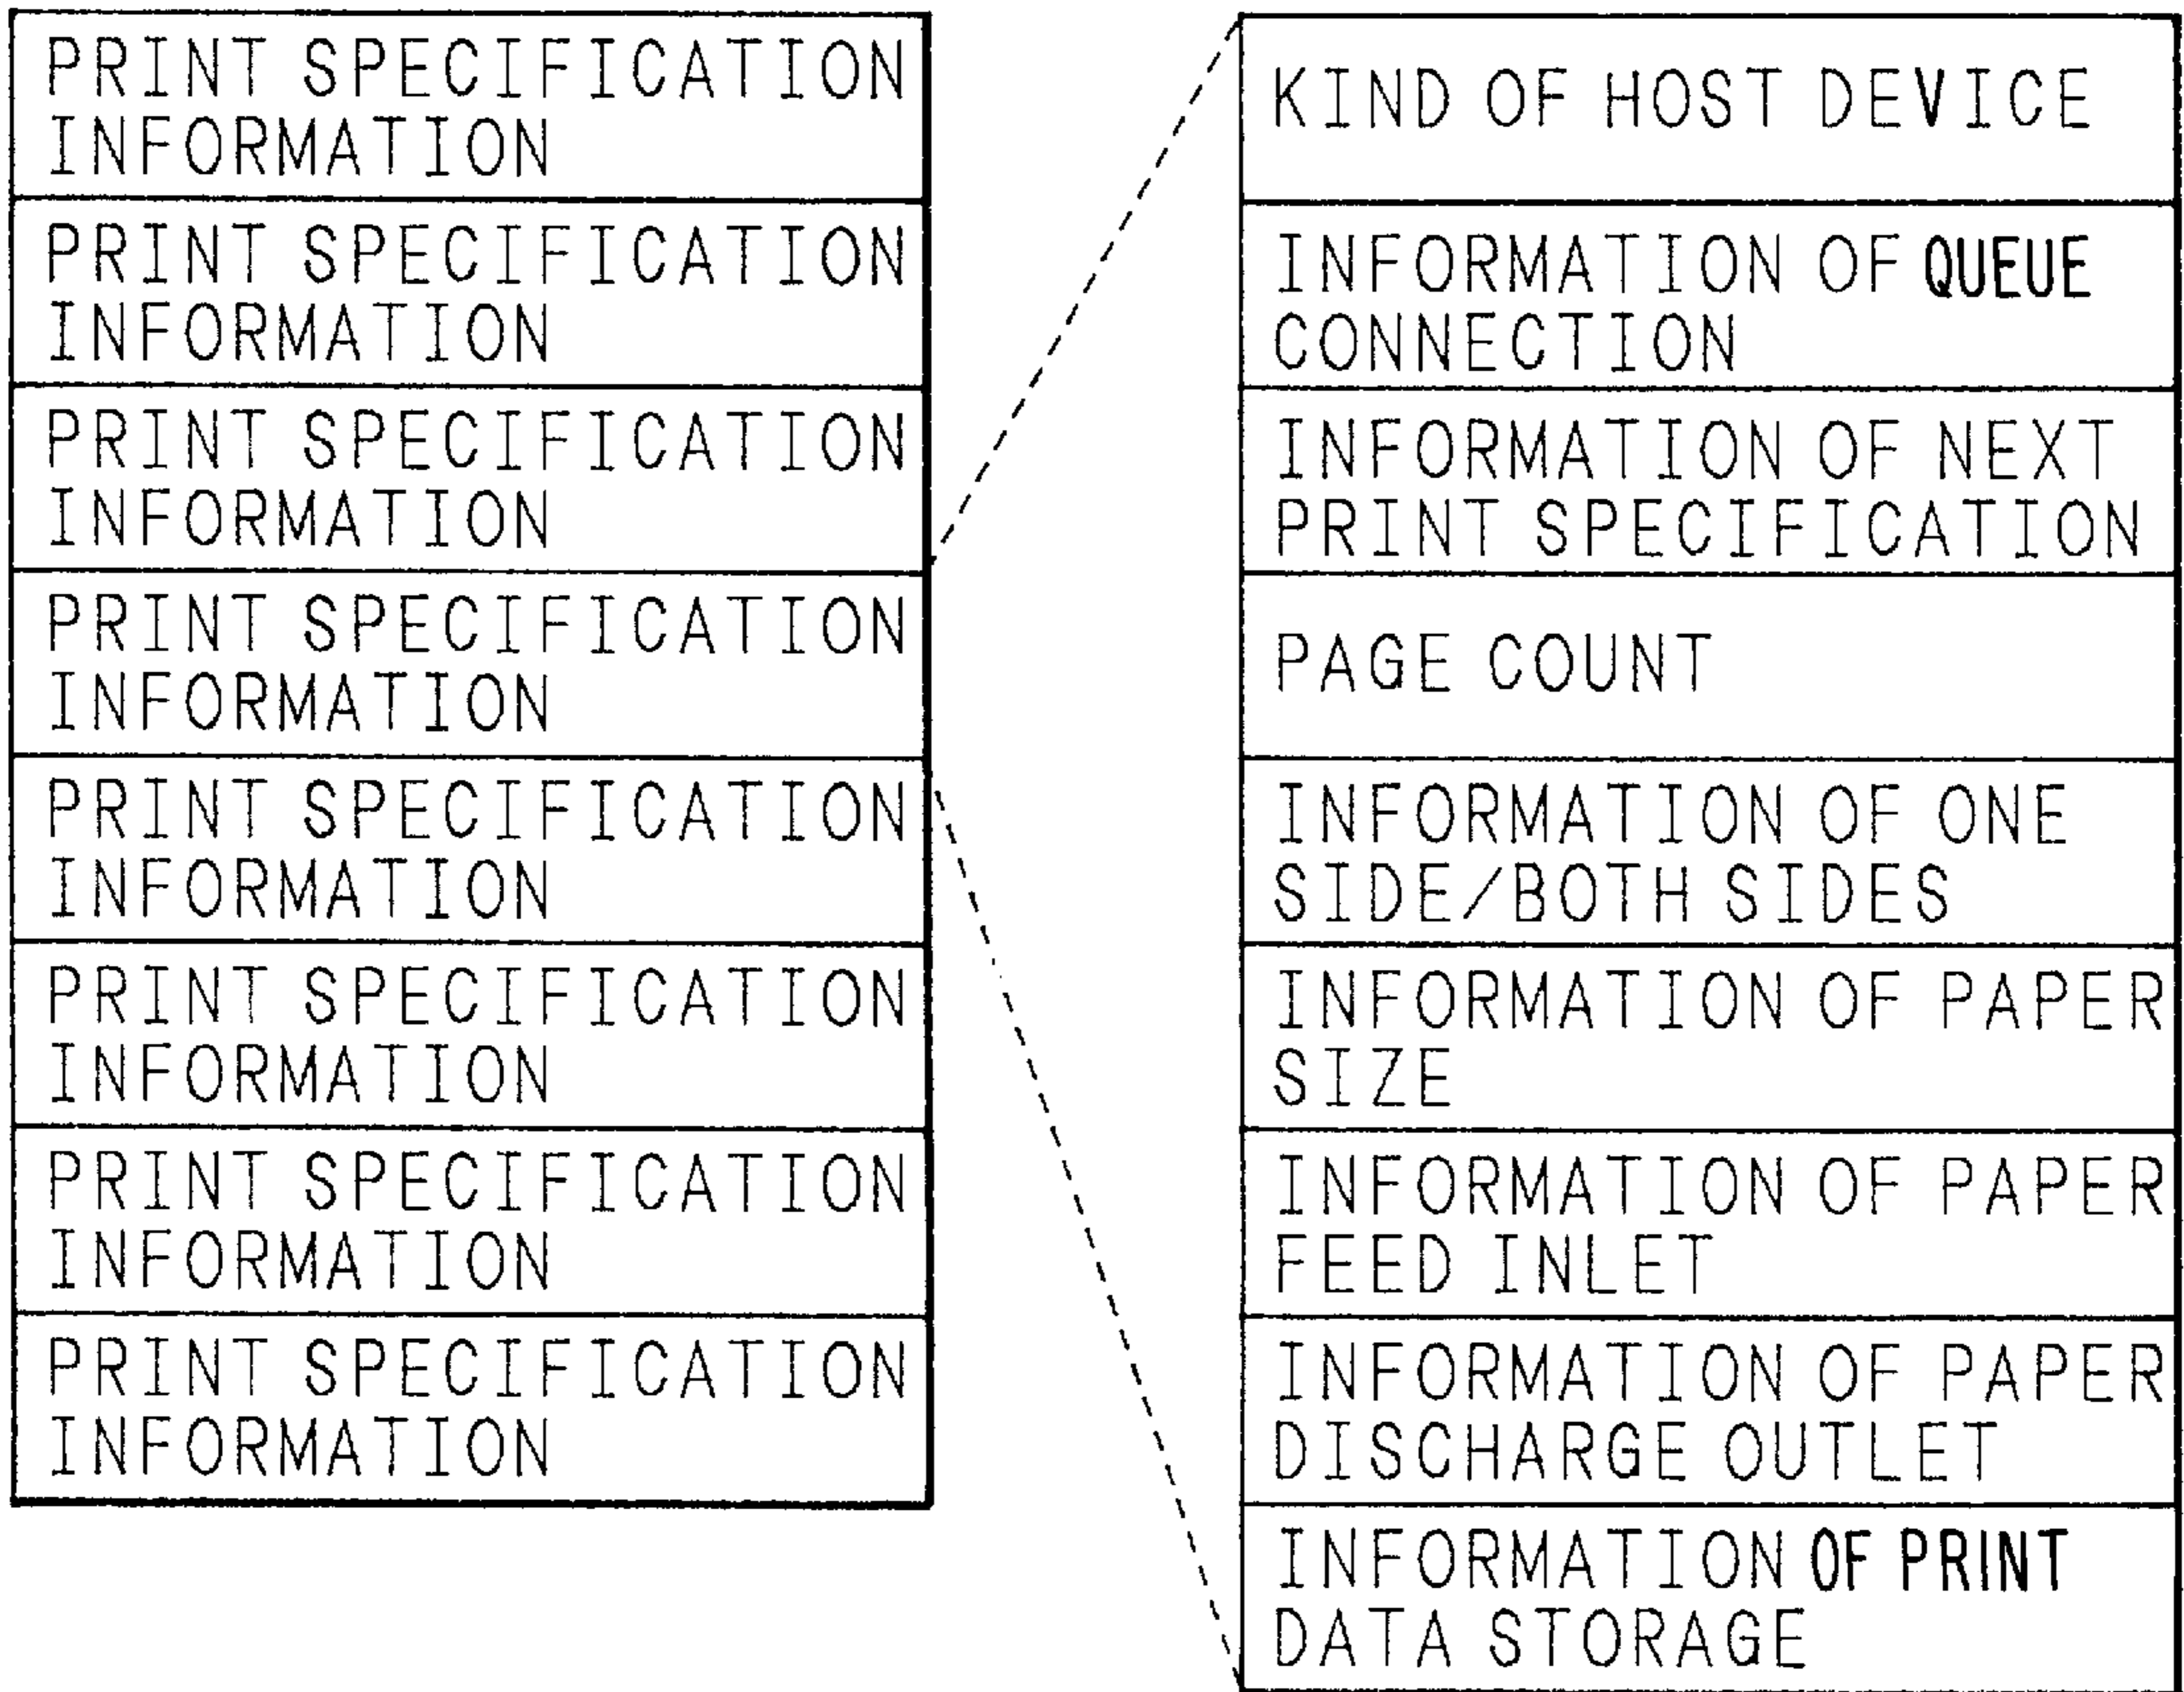 PRINT SPECIFICATION
INFORMATION
PRINT SPECIFICATION
INFORMATION
PRINT SPECIFICATION
INFORMATION
PRINT SPECIFICATION
INFORMATION
PRINT SPECIFICATION
INFORMATION
PRINT SPECIFICATION
INFORMATION
PRINT SPECIFICATION
INFORMATION
PRINT SPECIFICATION
INFORMATION
KIND OF HOST DEVICE
INFORMATION OF QUEUE
CONNECTION
INFORMATION OF NEXT
PRINT SPECIFICATION
PAGE COUNT
INFORMATION OF ONE
SIDE/BOTH SIDES
INFORMATION OF PAPER
SIZE
INFORMATION OF PAPER
FEED INLET
INFORMATION OF PAPER
DISCHARGE OUTLET
INFORMATION OF PRINT
DATA STORAGE